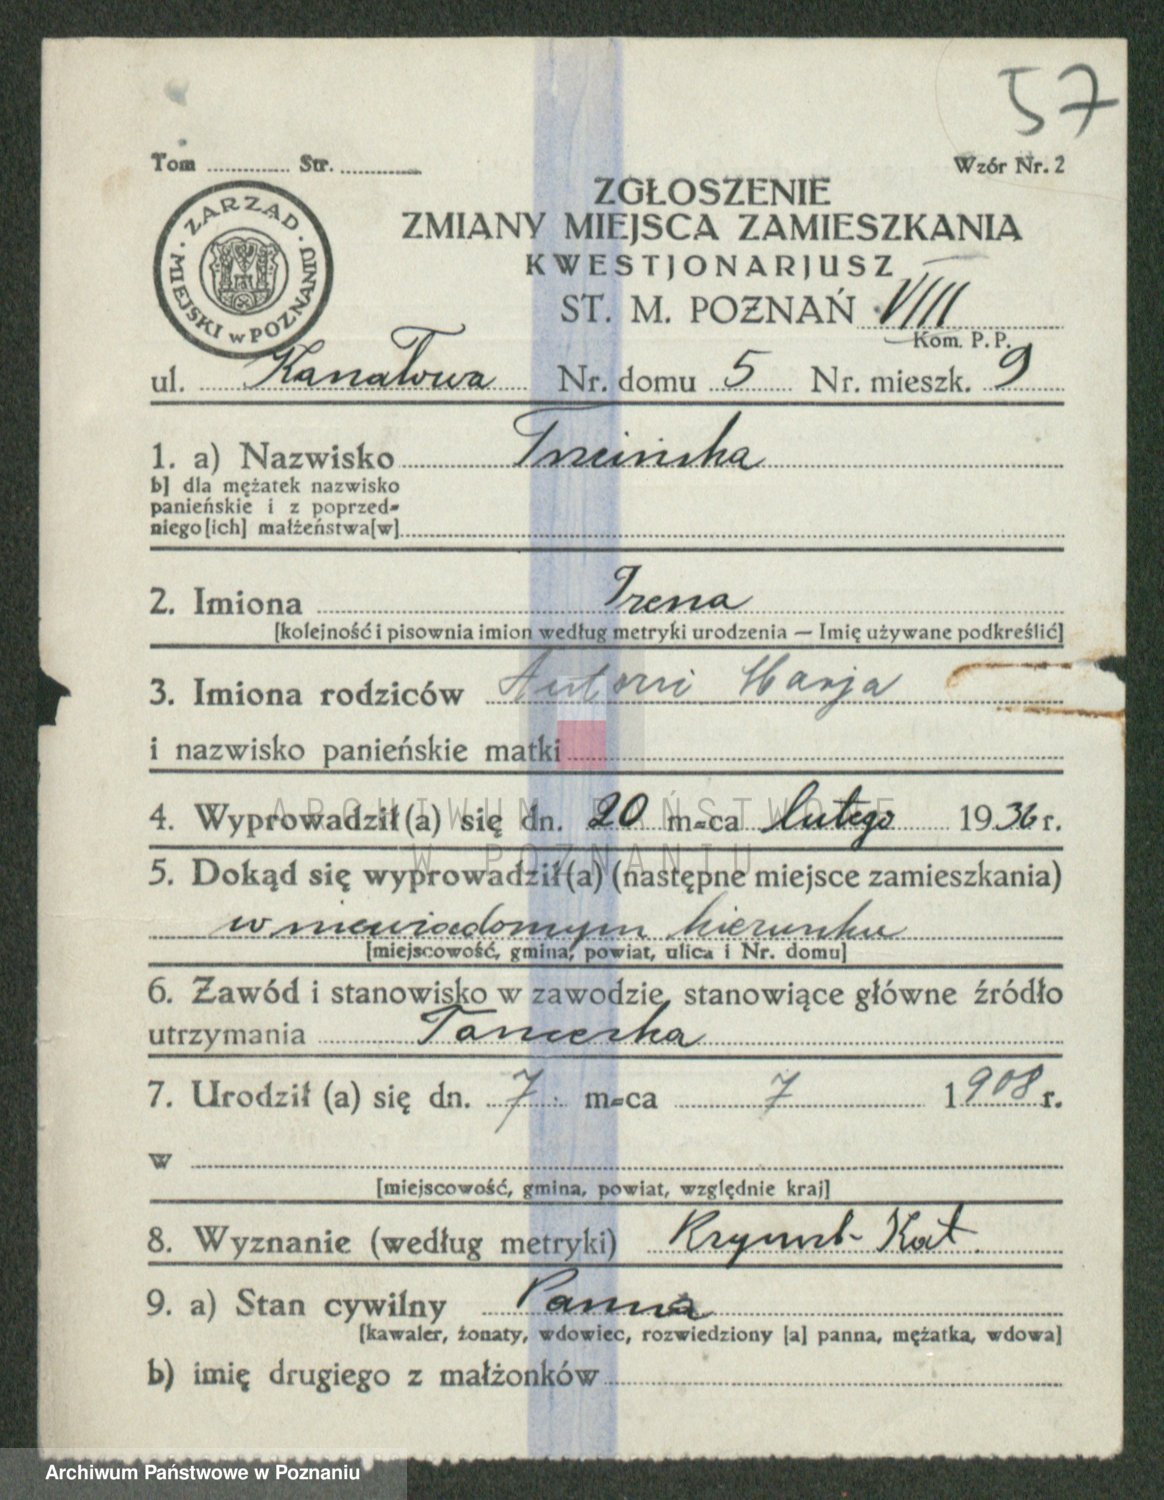 57
Tom ............ Str. ............
Wzór Nr. 2
ZARZĄD MIEJSKI w POZNANIU
ZGŁOSZENIE
ZMIANY MIEJSCA ZAMIESZKANIA
KWESTJONARJUSZ
ST. M. POZNAŃ VIII
Kom. P. P.
ul. Kanałowa Nr. domu 5 Nr. mieszk. 9
1. a) Nazwisko Trzcińska
b] dla mężatek nazwisko
panieńskie i z poprzed-
niego [ich] małżeństwa[w]
2. Imiona Irena
[kolejność i pisownia imion według metryki urodzenia — Imię używane podkreślić]
3. Imiona rodziców Antoni Marja
i nazwisko panieńskie matki
ARCHIWUM PAŃSTWOWE
W POZNANIU
4. Wyprowadził(a) się dn. 20 m-ca lutego 1936 r.
5. Dokąd się wyprowadził(a) (następne miejsce zamieszkania)
w niewiadomym kierunku
[miejscowość, gmina, powiat, ulica i Nr. domu]
6. Zawód i stanowisko w zawodzie, stanowiące główne źródło
utrzymania Tancerka
7. Urodził (a) się dn. 7. m-ca 7 1908 r.
w
[miejscowość, gmina, powiat, względnie kraj]
8. Wyznanie (według metryki) Rzymsk-Kat.
9. a) Stan cywilny Panna
[kawaler, żonaty, wdowiec, rozwiedziony [a] panna, mężatka, wdowa]
b) imię drugiego z małżonków
Archiwum Państwowe w Poznaniu